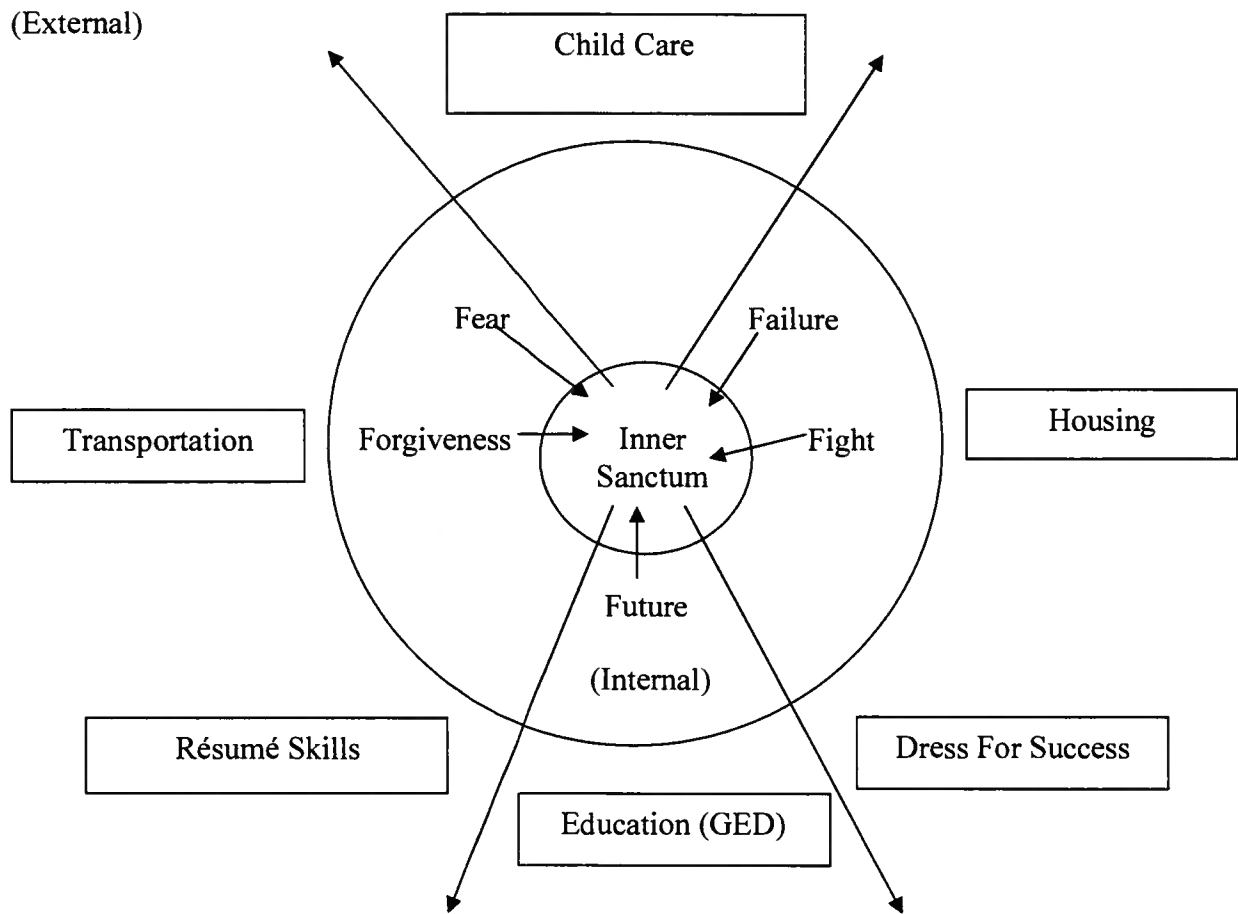 (External)
Child Care
Fear
Failure
Transportation
Forgiveness
Inner
Sanctum
Fight
Housing
Future
(Internal)
Résumé Skills
Dress For Success
Education (GED)